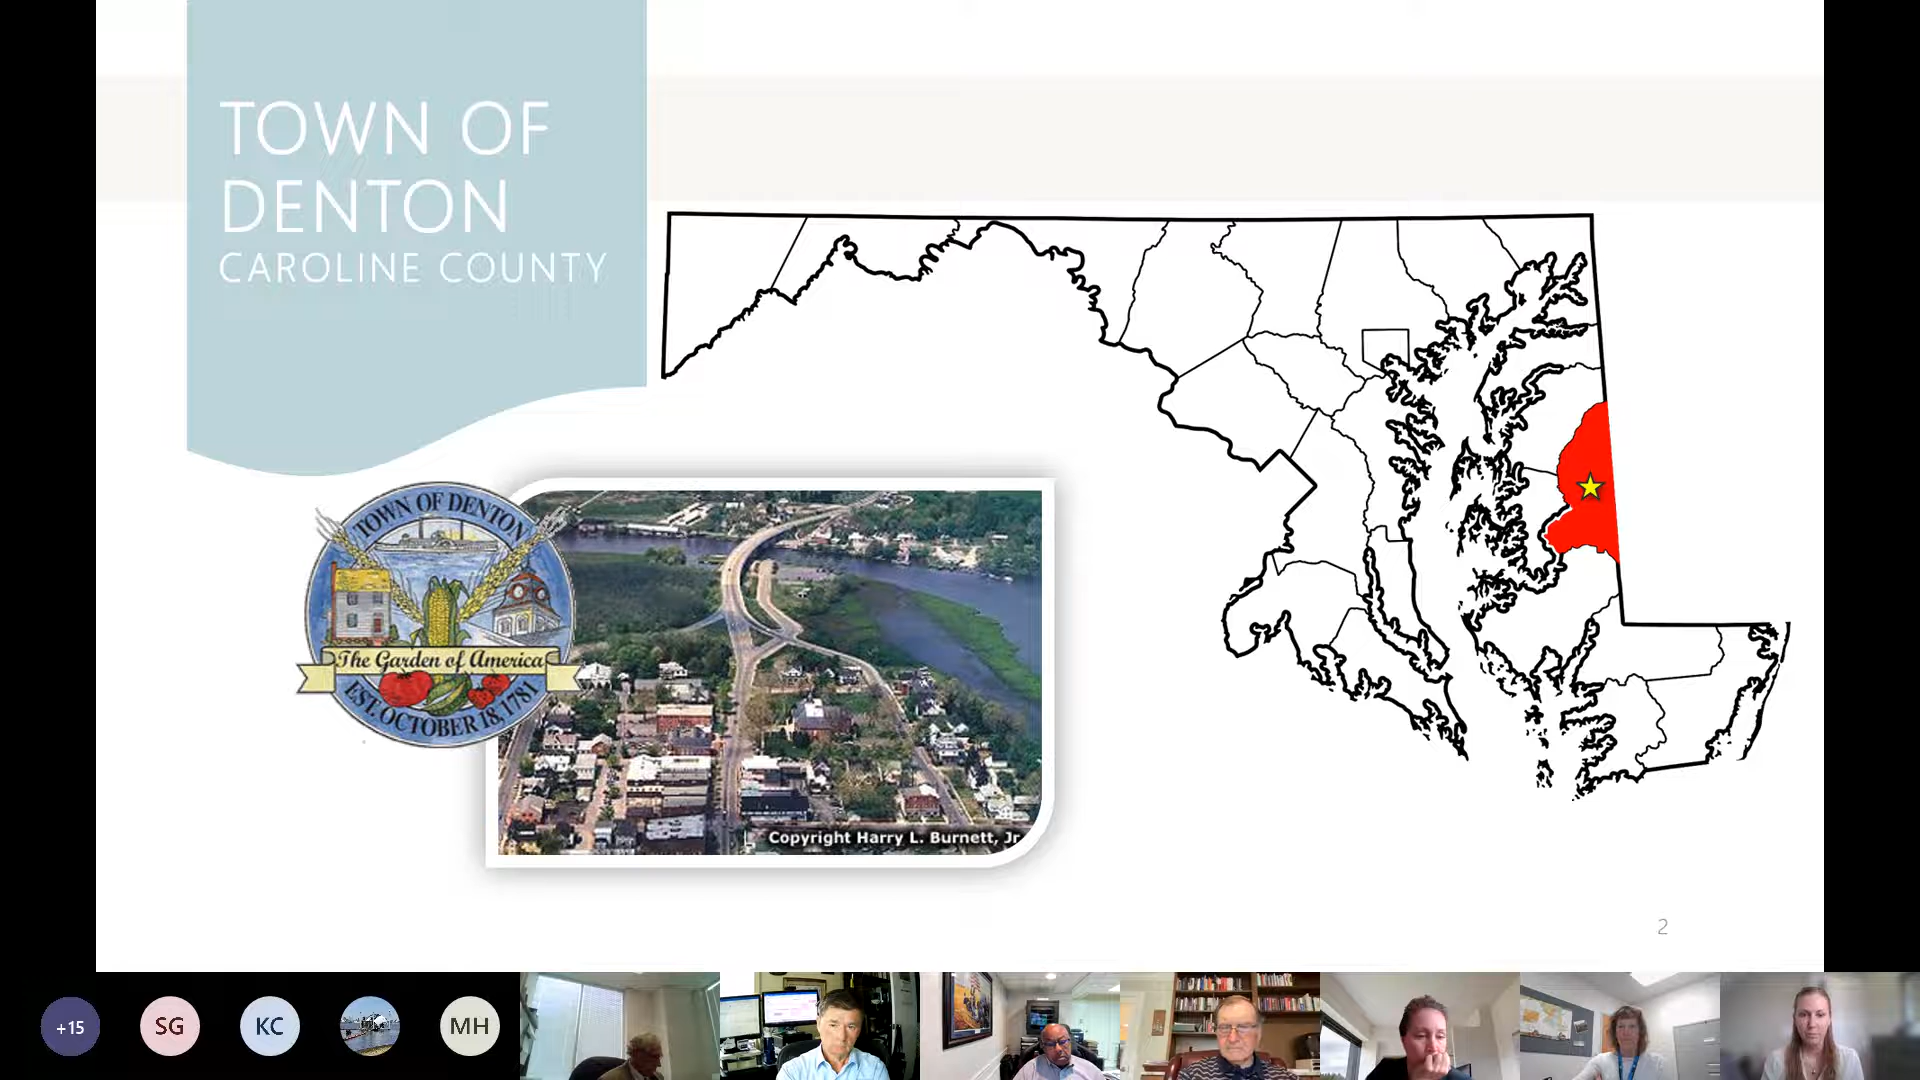 TOWN OF
DENTON
CAROLINE COUNTY
TOWN OF DENTON
The Garden of America
EST. OCTOBER 18, 1781
Copyright Harry L. Burnett, Jr
2
+15
SG
KC
MH